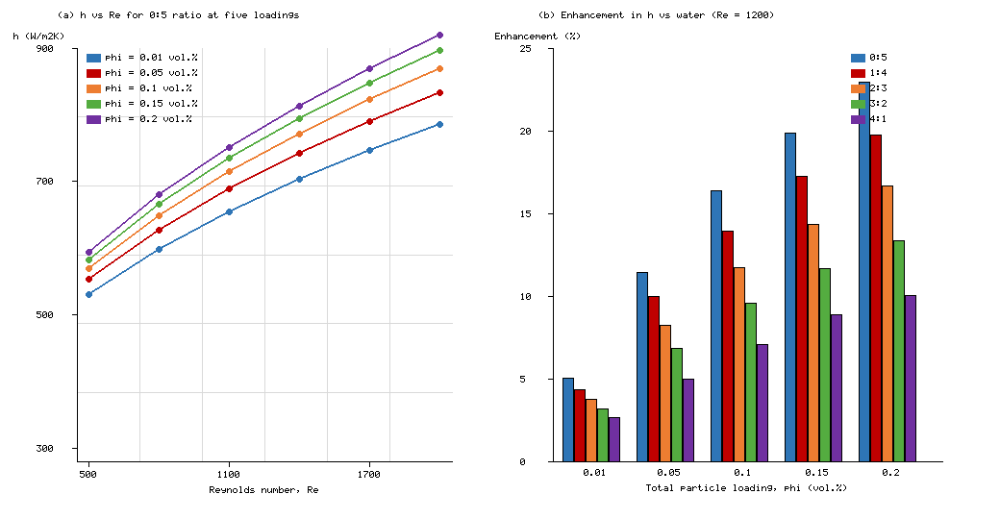 (a) h vs Re for 0:5 ratio at five loadings
h (W/m2K)
900
700
500
300
phi = 0.01 vol.%
phi = 0.05 vol.%
phi = 0.1 vol.%
phi = 0.15 vol.%
phi = 0.2 vol.%
500 1100 1700
Reynolds number, Re
(b) Enhancement in h vs water (Re = 1200)
Enhancement (%)
25
20
15
10
5
0
0:5
1:4
2:3
3:2
4:1
0.01 0.05 0.1 0.15 0.2
Total particle loading, phi (vol.%)